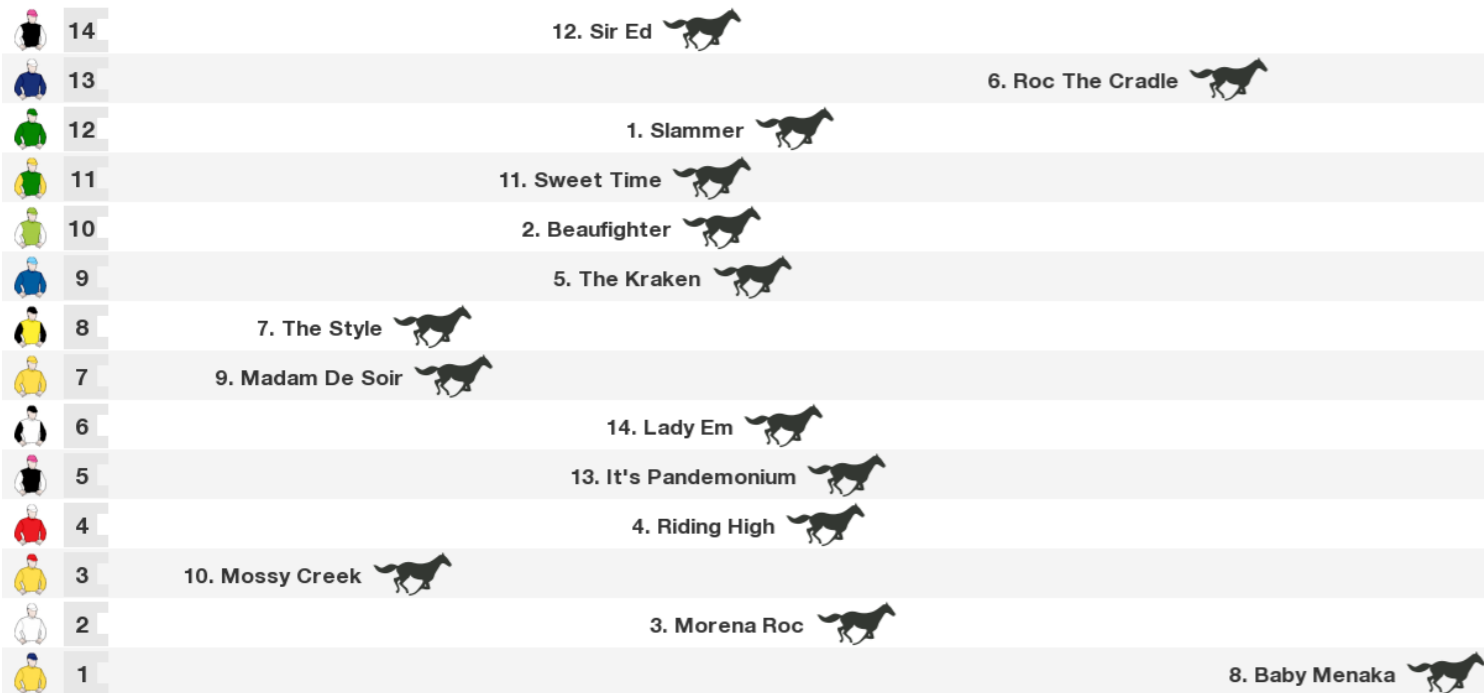 14 12. Sir Ed
13 6. Roc The Cradle
12 1. Slammer
11 11. Sweet Time
10 2. Beaufighter
9 5. The Kraken
8 7. The Style
7 9. Madam De Soir
6 14. Lady Em
5 13. It's Pandemonium
4 4. Riding High
3 10. Mossy Creek
2 3. Morena Roc
1 8. Baby Menaka